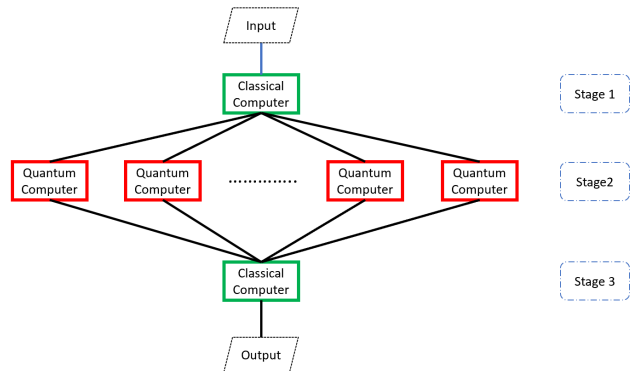 Input
Classical
Computer
Stage 1
Quantum
Computer
Quantum
Computer
.............
Quantum
Computer
Quantum
Computer
Stage2
Classical
Computer
Stage 3
Output